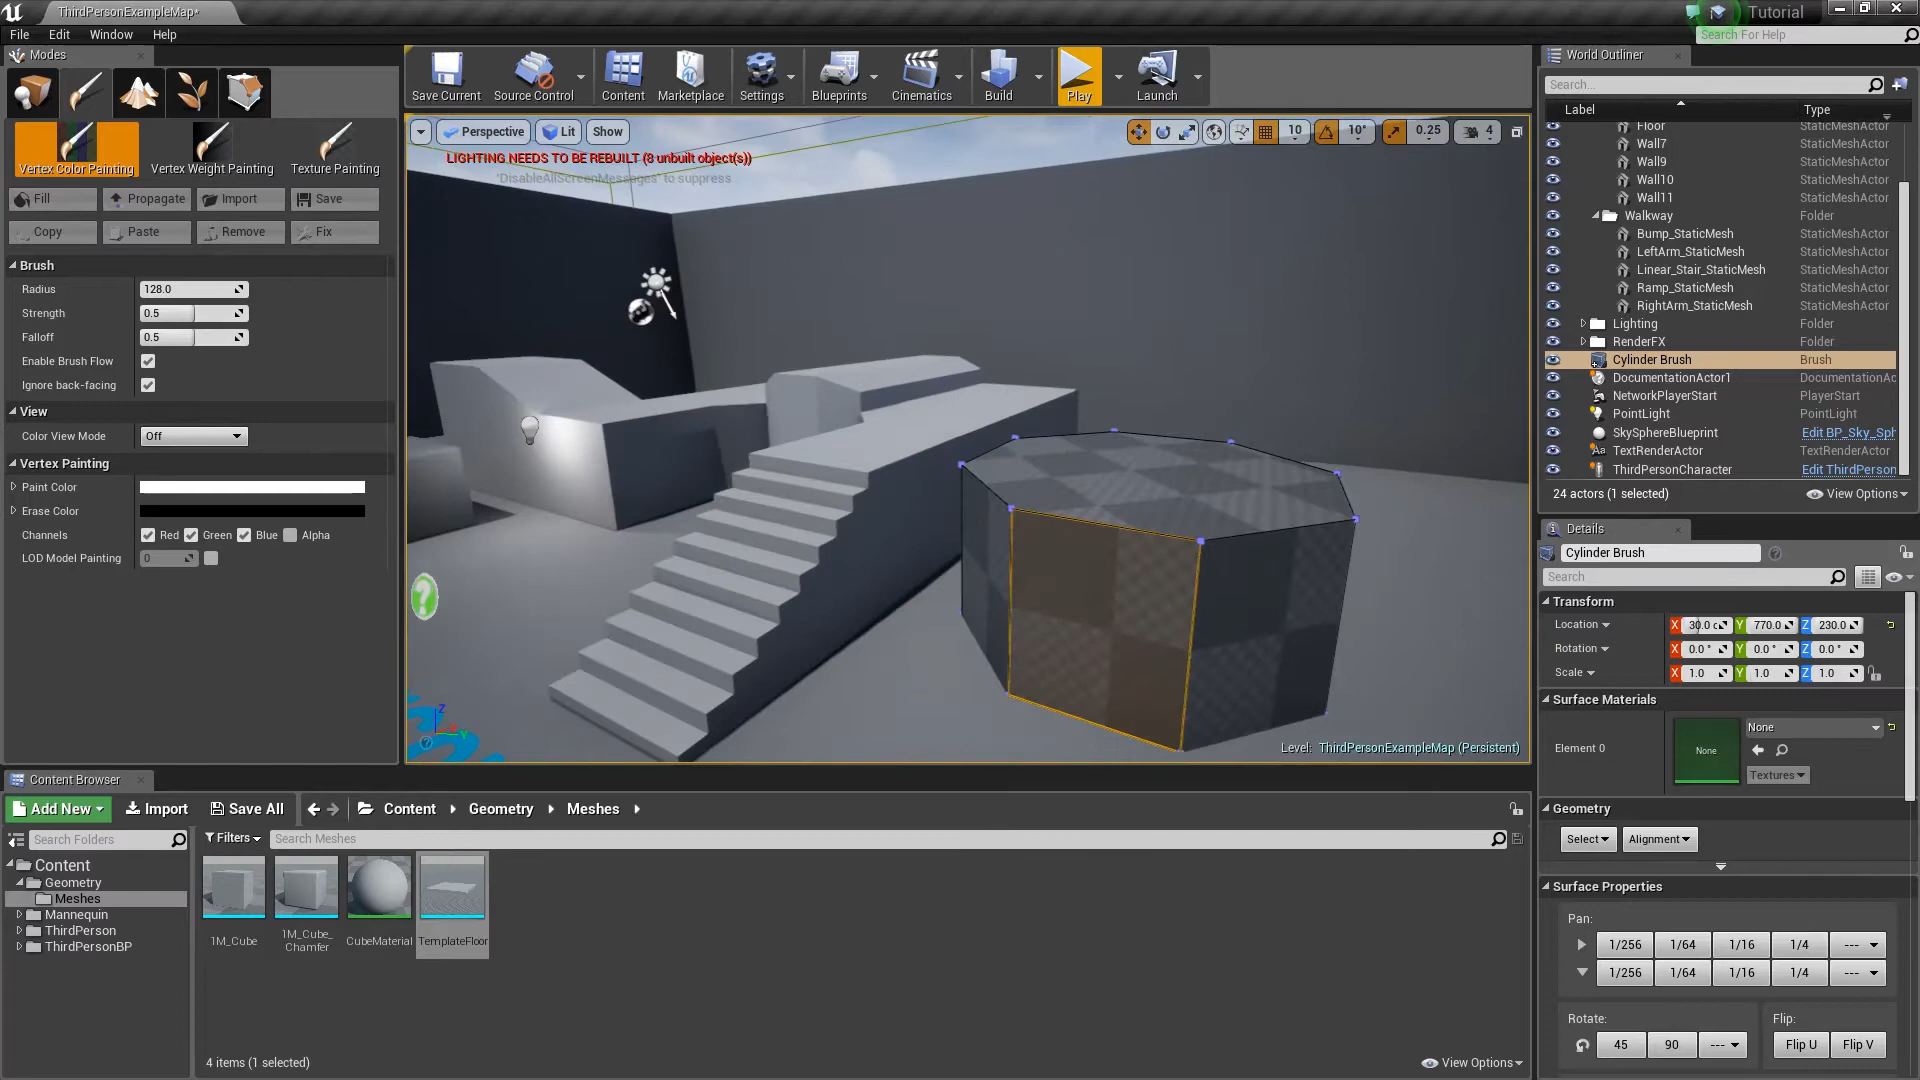 ThirdPersonExampleMap*
Tutorial
File
Edit
Window
Help
Search For Help
Modes
Vertex Color Painting
Vertex Weight Painting
Texture Painting
Fill
Propagate
Import
Save
Copy
Paste
Remove
Fix
Brush
Radius
128.0
Strength
0.5
Falloff
0.5
Enable Brush Flow
Ignore back-facing
View
Color View Mode
Off
Vertex Painting
Paint Color
Erase Color
Channels
Red
Green
Blue
Alpha
LOD Model Painting
0
Save Current
Source Control
Content
Marketplace
Settings
Blueprints
Cinematics
Build
Play
Launch
Perspective
Lit
Show
10
10°
0.25
4
LIGHTING NEEDS TO BE REBUILT (8 unbuilt object(s))
'DisableAllScreenMessages' to suppress
Z
Y
Level: ThirdPersonExampleMap (Persistent)
World Outliner
Search...
Label
Type
Floor
StaticMeshActor
Wall7
StaticMeshActor
Wall9
StaticMeshActor
Wall10
StaticMeshActor
Wall11
StaticMeshActor
Walkway
Folder
Bump_StaticMesh
StaticMeshActor
LeftArm_StaticMesh
StaticMeshActor
Linear_Stair_StaticMesh
StaticMeshActor
Ramp_StaticMesh
StaticMeshActor
RightArm_StaticMesh
StaticMeshActor
Lighting
Folder
RenderFX
Folder
Cylinder Brush
Brush
DocumentationActor1
DocumentationAc
NetworkPlayerStart
PlayerStart
PointLight
PointLight
SkySphereBlueprint
Edit BP_Sky_Sph
TextRenderActor
TextRenderActor
ThirdPersonCharacter
Edit ThirdPerson
24 actors (1 selected)
View Options
Details
Cylinder Brush
Search
Transform
Location
X
30.0 c
Y
770.0
Z
230.0
Rotation
X
0.0 °
Y
0.0 °
Z
0.0 °
Scale
X
1.0
Y
1.0
Z
1.0
Surface Materials
Element 0
None
None
Textures
Geometry
Select
Alignment
Surface Properties
Pan:
1/256
1/64
1/16
1/4
---
1/256
1/64
1/16
1/4
---
Rotate:
Flip:
45
90
---
Flip U
Flip V
Content Browser
Add New
Import
Save All
Content
Geometry
Meshes
Search Folders
Filters
Search Meshes
Content
Geometry
Meshes
Mannequin
ThirdPerson
ThirdPersonBP
1M_Cube
1M_Cube_
Chamfer
CubeMaterial
TemplateFloor
4 items (1 selected)
View Options